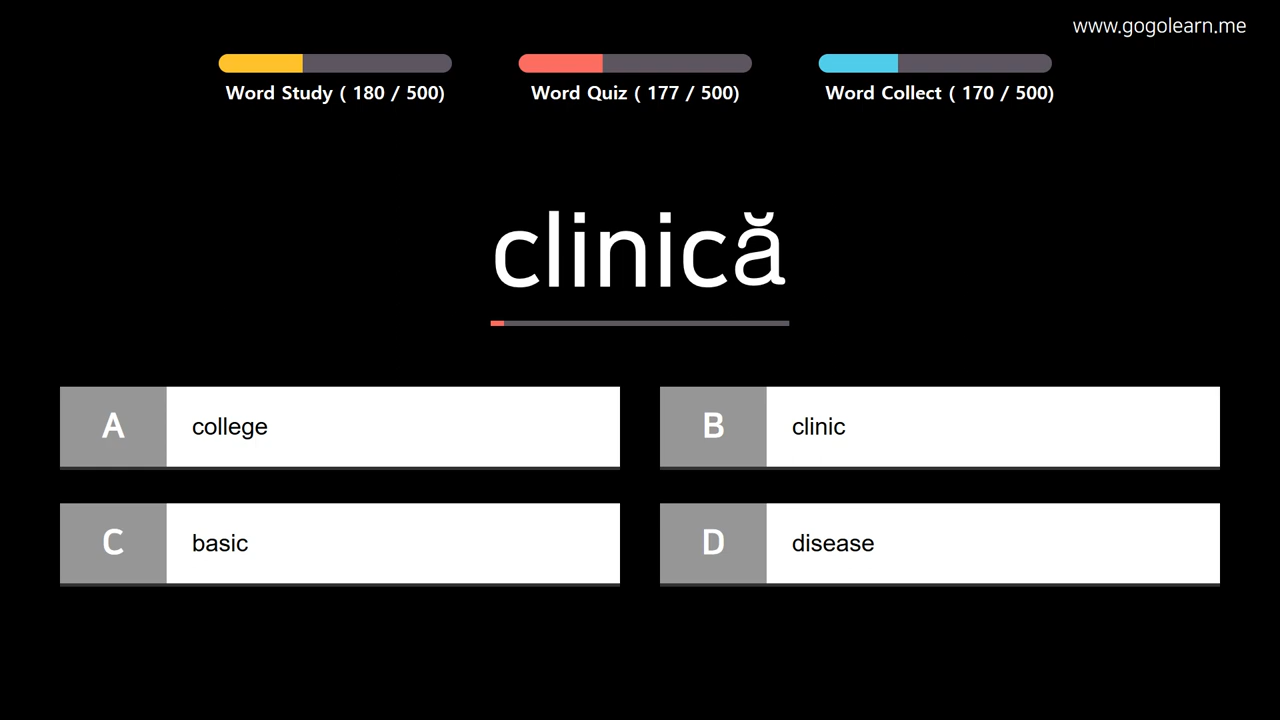 www.gogolearn.me
Word Study ( 180 / 500)
Word Quiz ( 177 / 500)
Word Collect ( 170 / 500)
clinică
A college
B clinic
C basic
D disease